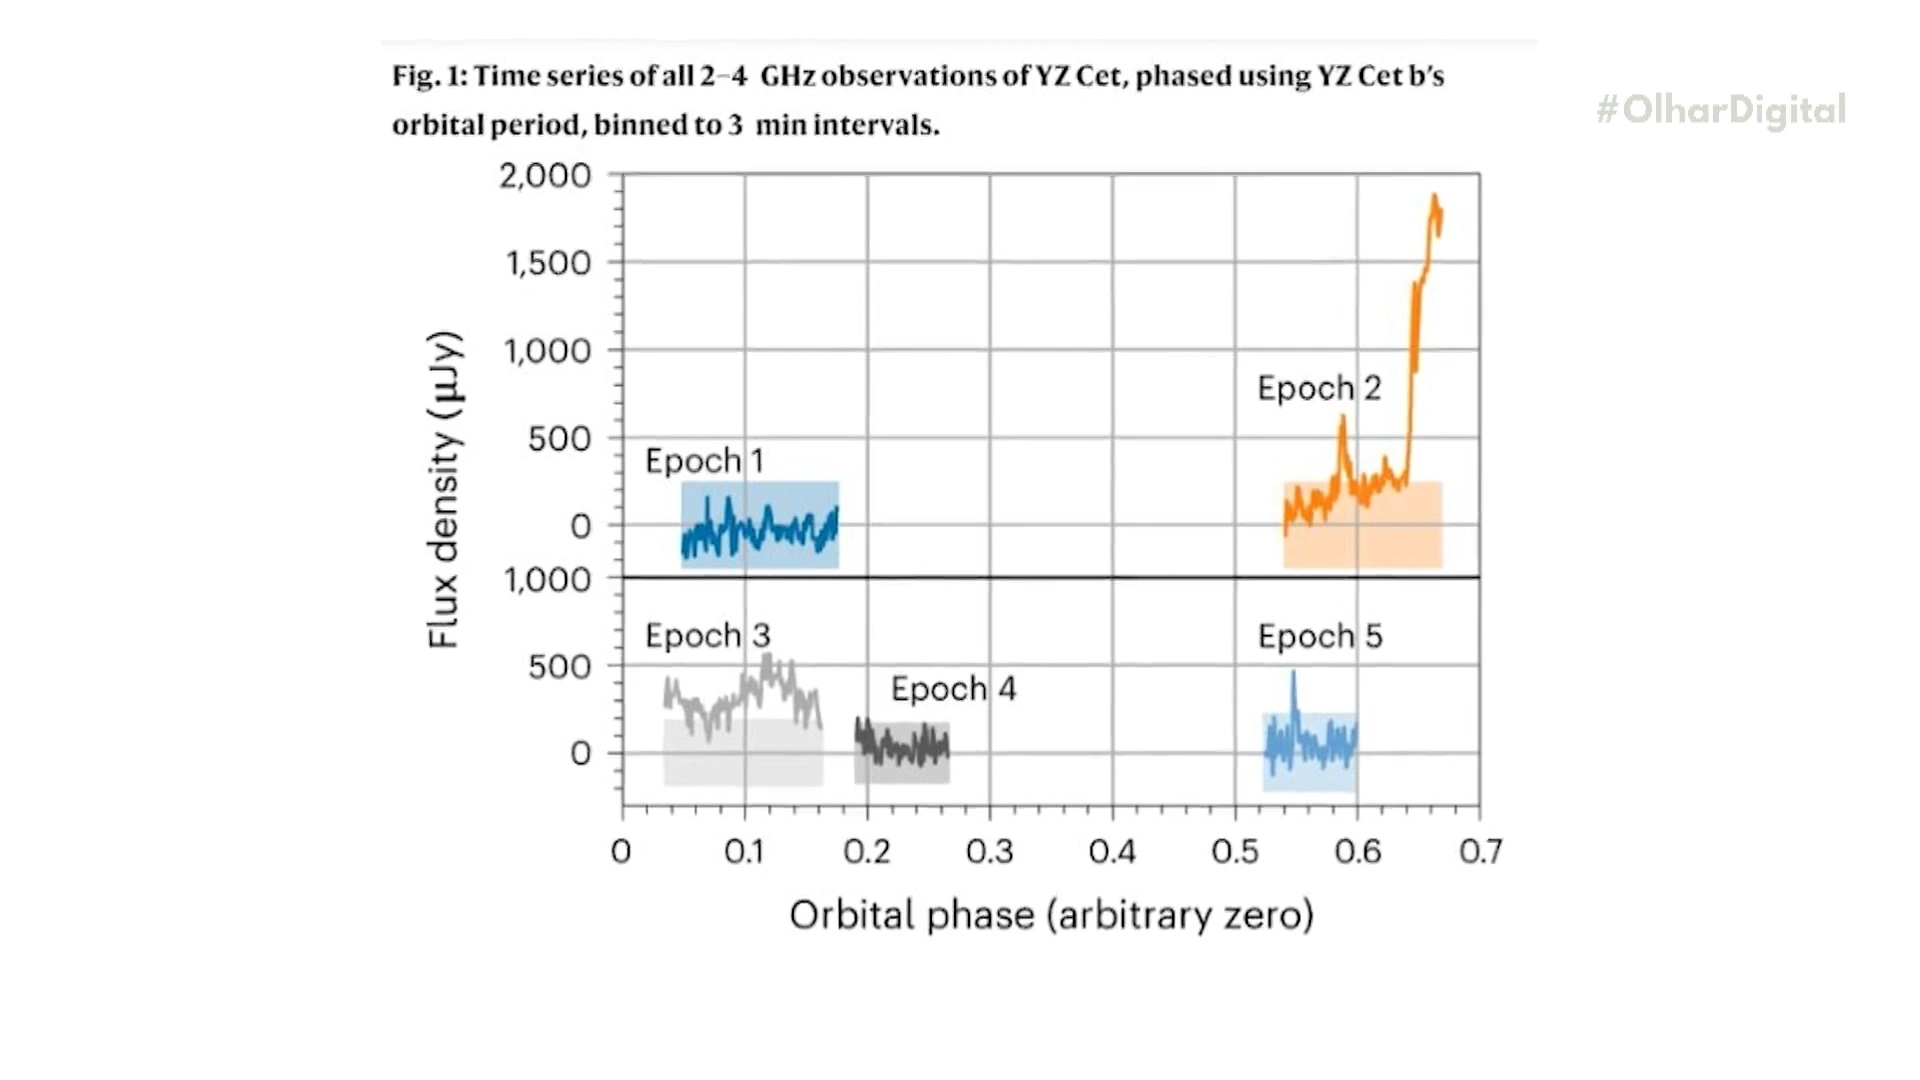 Fig. 1: Time series of all 2–4 GHz observations of YZ Cet, phased using YZ Cet b's
orbital period, binned to 3 min intervals.
#OlharDigital
Flux density (μJy)
2,000
1,500
1,000
500
0
1,000
500
0
Epoch 1
Epoch 2
Epoch 3
Epoch 4
Epoch 5
0 0.1 0.2 0.3 0.4 0.5 0.6 0.7
Orbital phase (arbitrary zero)